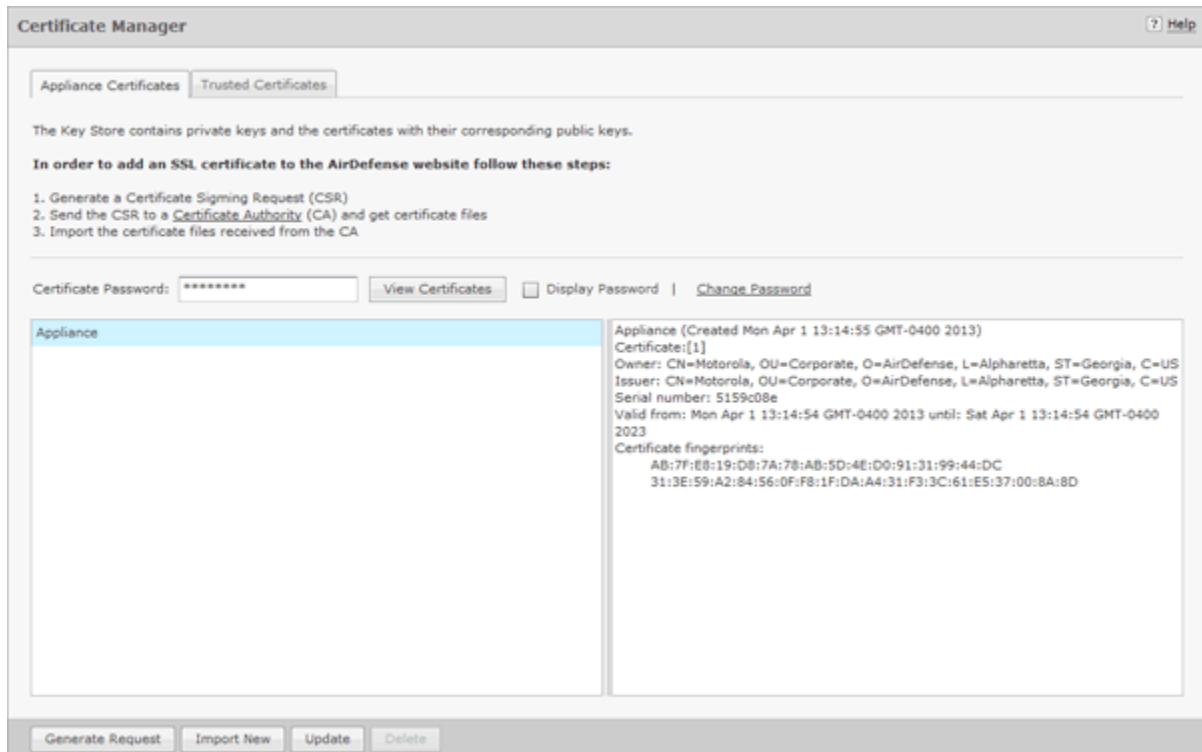 Certificate Manager
? Help
Appliance Certificates
Trusted Certificates
The Key Store contains private keys and the certificates with their corresponding public keys.
In order to add an SSL certificate to the AirDefense website follow these steps:
1. Generate a Certificate Signing Request (CSR)
2. Send the CSR to a Certificate Authority (CA) and get certificate files
3. Import the certificate files received from the CA
Certificate Password: ******** View Certificates Display Password | Change Password
Appliance
Appliance (Created Mon Apr 1 13:14:55 GMT-0400 2013)
Certificate:[1]
Owner: CN=Motorola, OU=Corporate, O=AirDefense, L=Alpharetta, ST=Georgia, C=US
Issuer: CN=Motorola, OU=Corporate, O=AirDefense, L=Alpharetta, ST=Georgia, C=US
Serial number: 5159c08e
Valid from: Mon Apr 1 13:14:54 GMT-0400 2013 until: Sat Apr 1 13:14:54 GMT-0400
2023
Certificate fingerprints:
AB:7F:E8:19:D8:7A:78:AB:5D:4E:D0:91:31:99:44:DC
31:3E:59:A2:84:56:0F:F8:1F:DA:A4:31:F3:3C:61:E5:37:00:8A:8D
Generate Request
Import New
Update
Delete